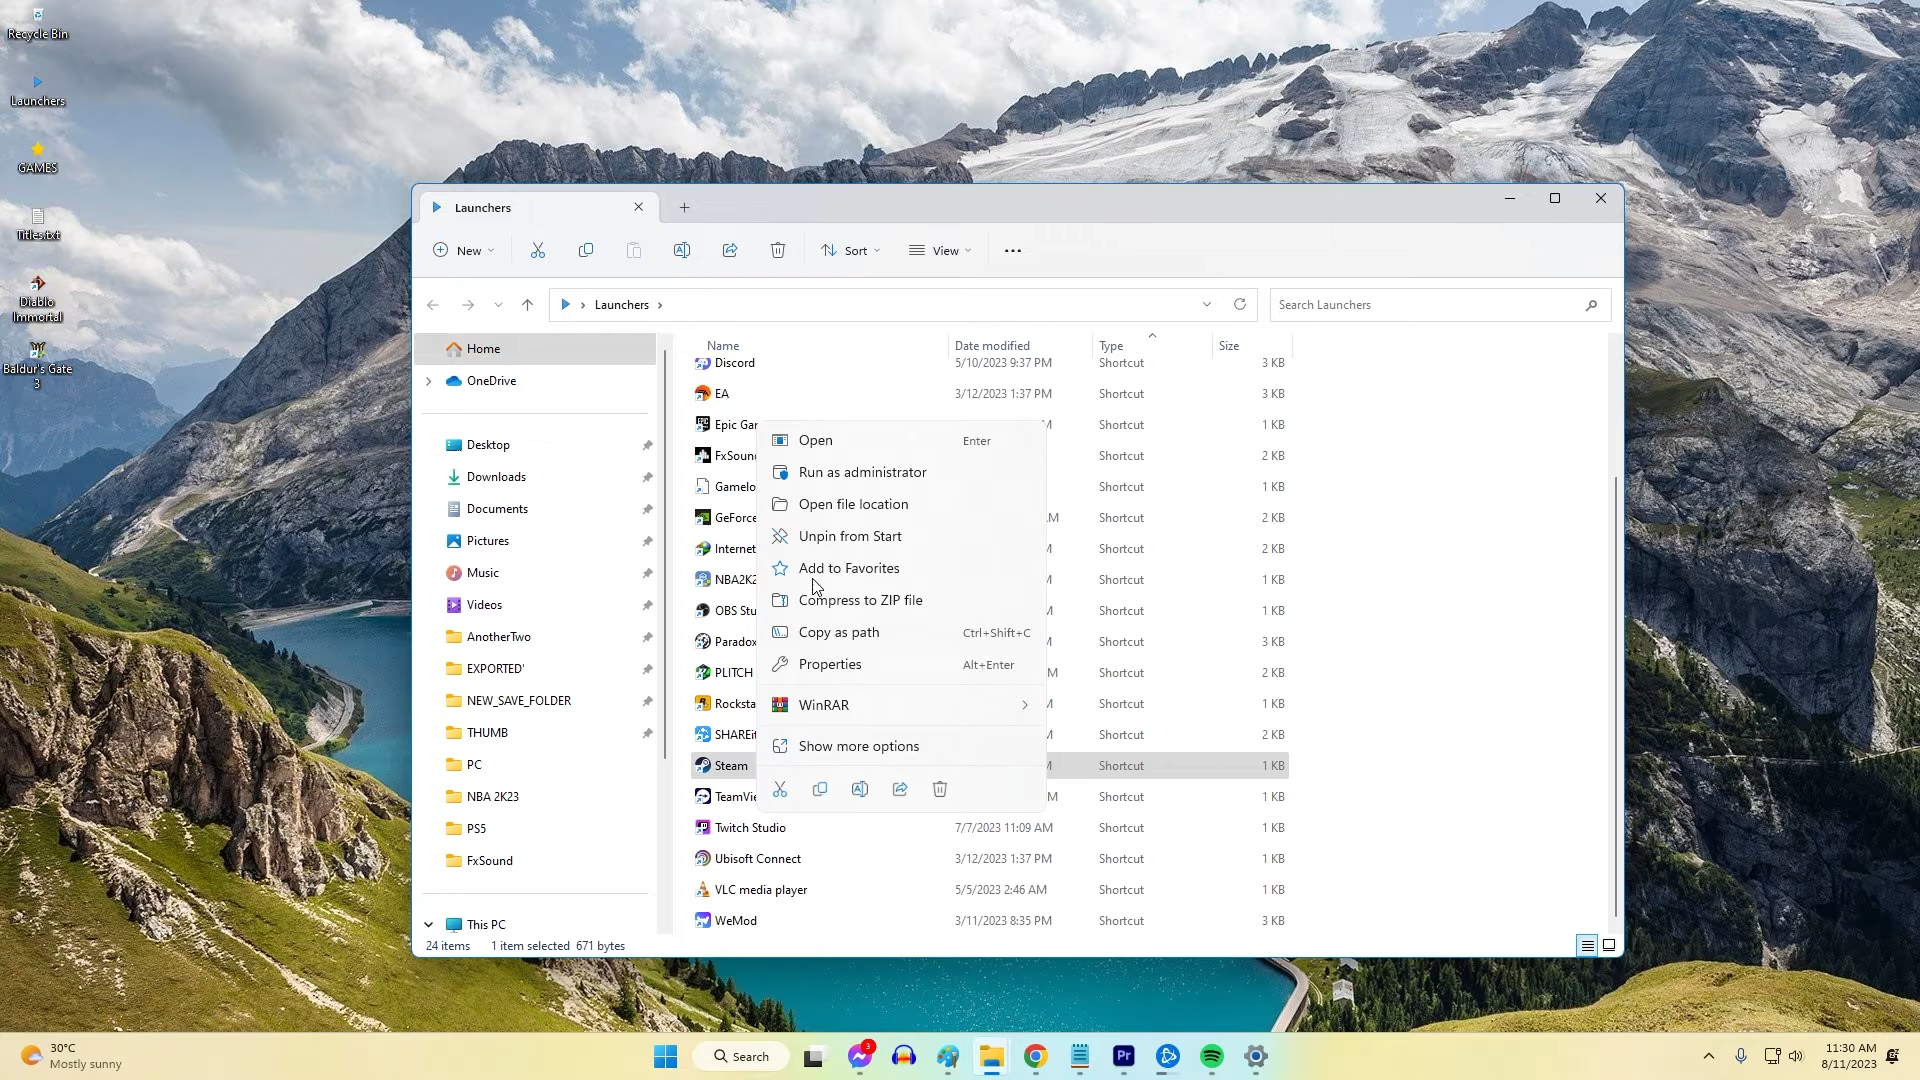 Recycle Bin
Launchers
GAMES
Titles.txt
Diablo
Immortal
Baldur's Gate
3
Launchers
New
Sort
View
Launchers
Search Launchers
Home
OneDrive
Desktop
Downloads
Documents
Pictures
Music
Videos
AnotherTwo
EXPORTED'
NEW_SAVE_FOLDER
THUMB
PC
NBA 2K23
PS5
FxSound
This PC
Name Date modified Type Size
Discord 5/10/2023 9:37 PM Shortcut 3 KB
EA 3/12/2023 1:37 PM Shortcut 3 KB
Epic Gar Shortcut 1 KB
FxSoun Shortcut 2 KB
Gamelo Shortcut 1 KB
GeForce M Shortcut 2 KB
Internet Shortcut 2 KB
NBA2K2 Shortcut 1 KB
OBS Stu Shortcut 1 KB
Paradox Shortcut 3 KB
PLITCH M Shortcut 2 KB
Rocksta Shortcut 1 KB
SHAREit Shortcut 2 KB
Steam Shortcut 1 KB
TeamVie M Shortcut 1 KB
Twitch Studio 7/7/2023 11:09 AM Shortcut 1 KB
Ubisoft Connect 3/12/2023 1:37 PM Shortcut 1 KB
VLC media player 5/5/2023 2:46 AM Shortcut 1 KB
WeMod 3/11/2023 8:35 PM Shortcut 3 KB
Open Enter
Run as administrator
Open file location
Unpin from Start
Add to Favorites
Compress to ZIP file
Copy as path Ctrl+Shift+C
Properties Alt+Enter
WinRAR
Show more options
24 items 1 item selected 671 bytes
30°C
Mostly sunny
Search
3
Pr
11:30 AM
8/11/2023